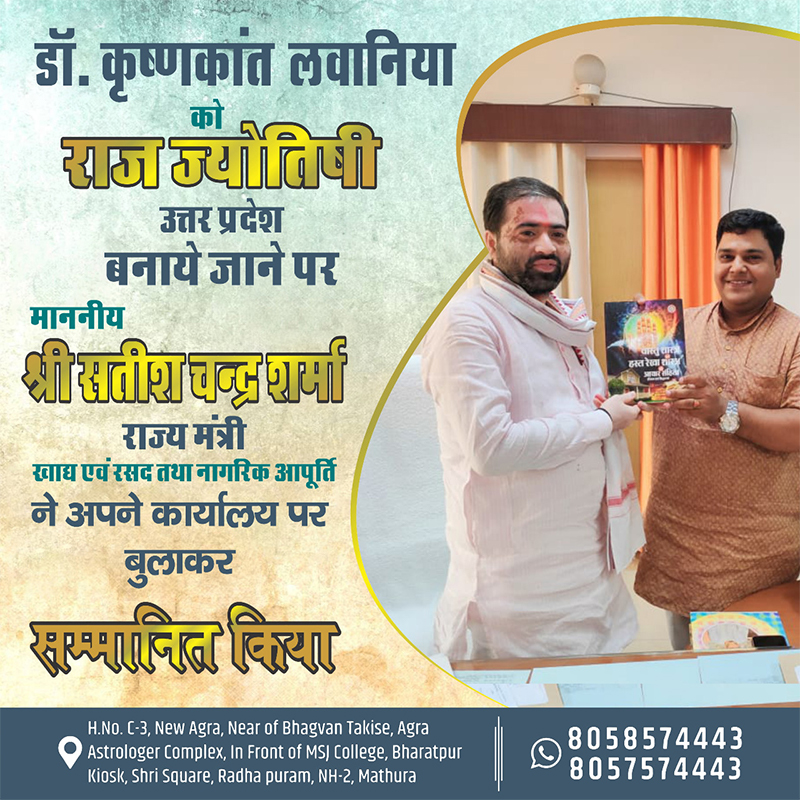 डॉ. कृष्णकांत लवानिया
को
राज ज्योतिषी
उत्तर प्रदेश
बनाये जाने पर
माननीय
श्री सतीश चन्द्र शर्मा
राज्य मंत्री
खाद्य एवं रसद तथा नागरिक आपूर्ति
ने अपने कार्यालय पर
बुलाकर
सम्मानित किया
वास्तु शास्त्र
हस्त रेखा शास्त्र
H.No. C-3, New Agra, Near of Bhagvan Takise, Agra
Astrologer Complex, In Front of MSJ College, Bharatpur
Kiosk, Shri Square, Radha puram, NH-2, Mathura
8058574443
8057574443